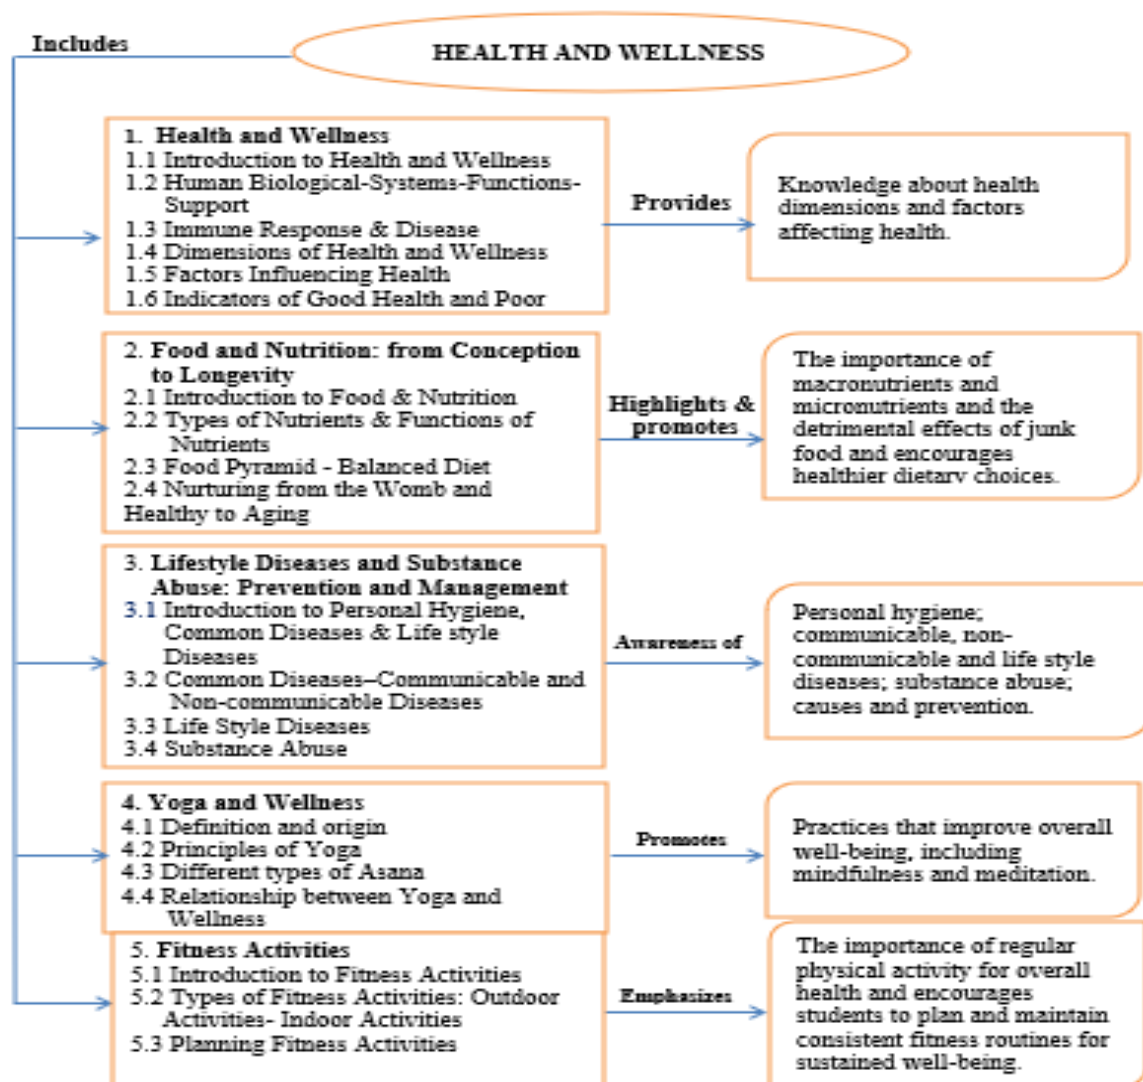 Includes
HEALTH AND WELLNESS
1. Health and Wellness
1.1 Introduction to Health and Wellness
1.2 Human Biological-Systems-Functions-
Support
1.3 Immune Response & Disease
1.4 Dimensions of Health and Wellness
1.5 Factors Influencing Health
1.6 Indicators of Good Health and Poor
Provides
Knowledge about health
dimensions and factors
affecting health.
2. Food and Nutrition: from Conception
to Longevity
2.1 Introduction to Food & Nutrition
2.2 Types of Nutrients & Functions of
Nutrients
2.3 Food Pyramid - Balanced Diet
2.4 Nurturing from the Womb and
Healthy to Aging
Highlights &
promotes
The importance of
macronutrients and
micronutrients and the
detrimental effects of junk
food and encourages
healthier dietary choices.
3. Lifestyle Diseases and Substance
Abuse: Prevention and Management
3.1 Introduction to Personal Hygiene,
Common Diseases & Life style
Diseases
3.2 Common Diseases–Communicable and
Non-communicable Diseases
3.3 Life Style Diseases
3.4 Substance Abuse
Awareness of
Personal hygiene;
communicable, non-
communicable and life style
diseases; substance abuse;
causes and prevention.
4. Yoga and Wellness
4.1 Definition and origin
4.2 Principles of Yoga
4.3 Different types of Asana
4.4 Relationship between Yoga and
Wellness
Promotes
Practices that improve overall
well-being, including
mindfulness and meditation.
5. Fitness Activities
5.1 Introduction to Fitness Activities
5.2 Types of Fitness Activities: Outdoor
Activities- Indoor Activities
5.3 Planning Fitness Activities
Emphasizes
The importance of regular
physical activity for overall
health and encourages
students to plan and maintain
consistent fitness routines for
sustained well-being.